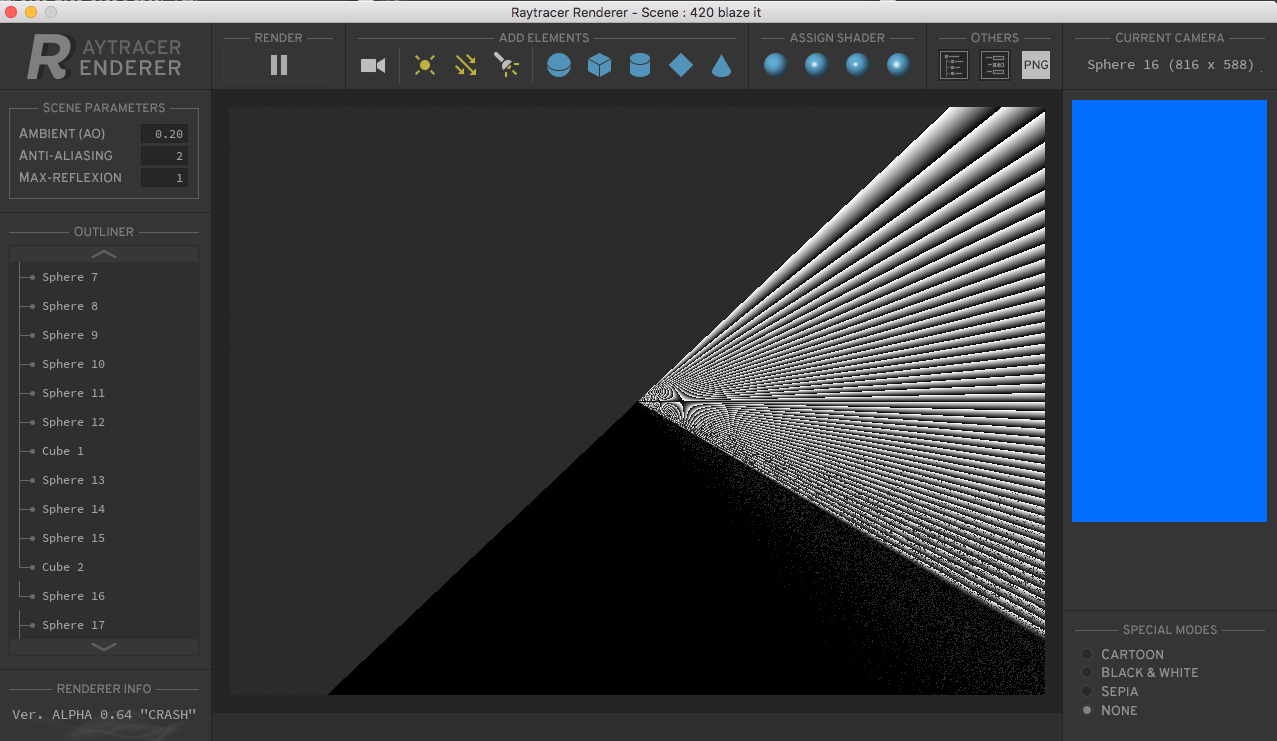 Raytracer Renderer - Scene : 420 blaze it
RAYTRACER
RENDERER
RENDER
ADD ELEMENTS
ASSIGN SHADER
OTHERS
PNG
CURRENT CAMERA
Sphere 16 (816 x 588)
SCENE PARAMETERS
AMBIENT (AO) 0.20
ANTI-ALIASING 2
MAX-REFLEXION 1
OUTLINER
Sphere 7
Sphere 8
Sphere 9
Sphere 10
Sphere 11
Sphere 12
Cube 1
Sphere 13
Sphere 14
Sphere 15
Cube 2
Sphere 16
Sphere 17
RENDERER INFO
Ver. ALPHA 0.64 "CRASH"
SPECIAL MODES
CARTOON
BLACK & WHITE
SEPIA
NONE